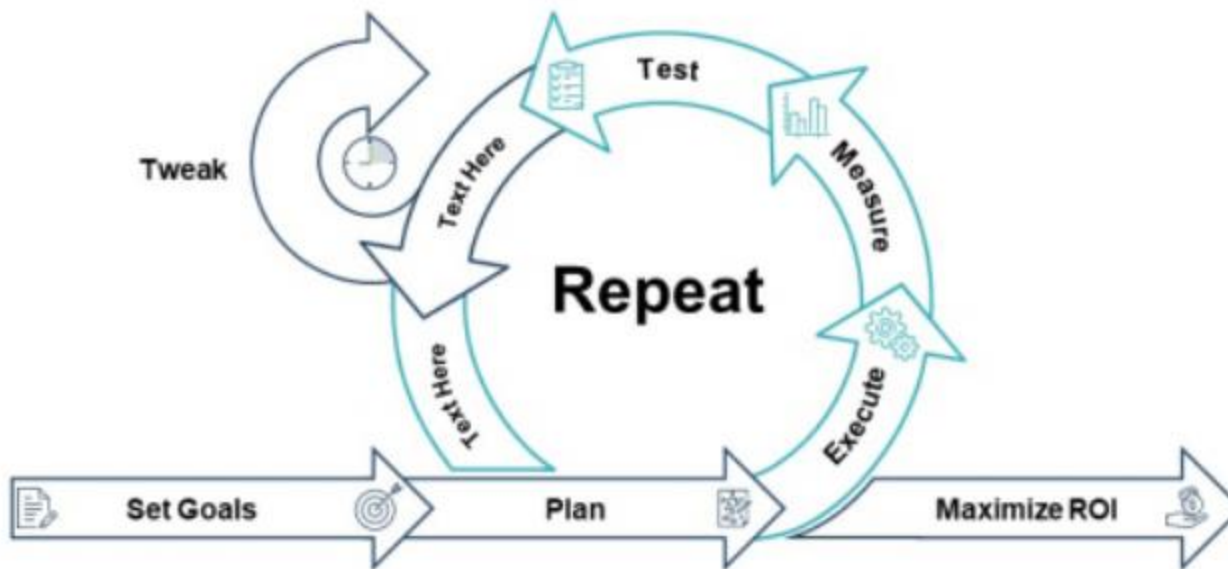 Test
Tweak
Text Here
Measure
Repeat
Text Here
Execute
Set Goals
Plan
Maximize ROI